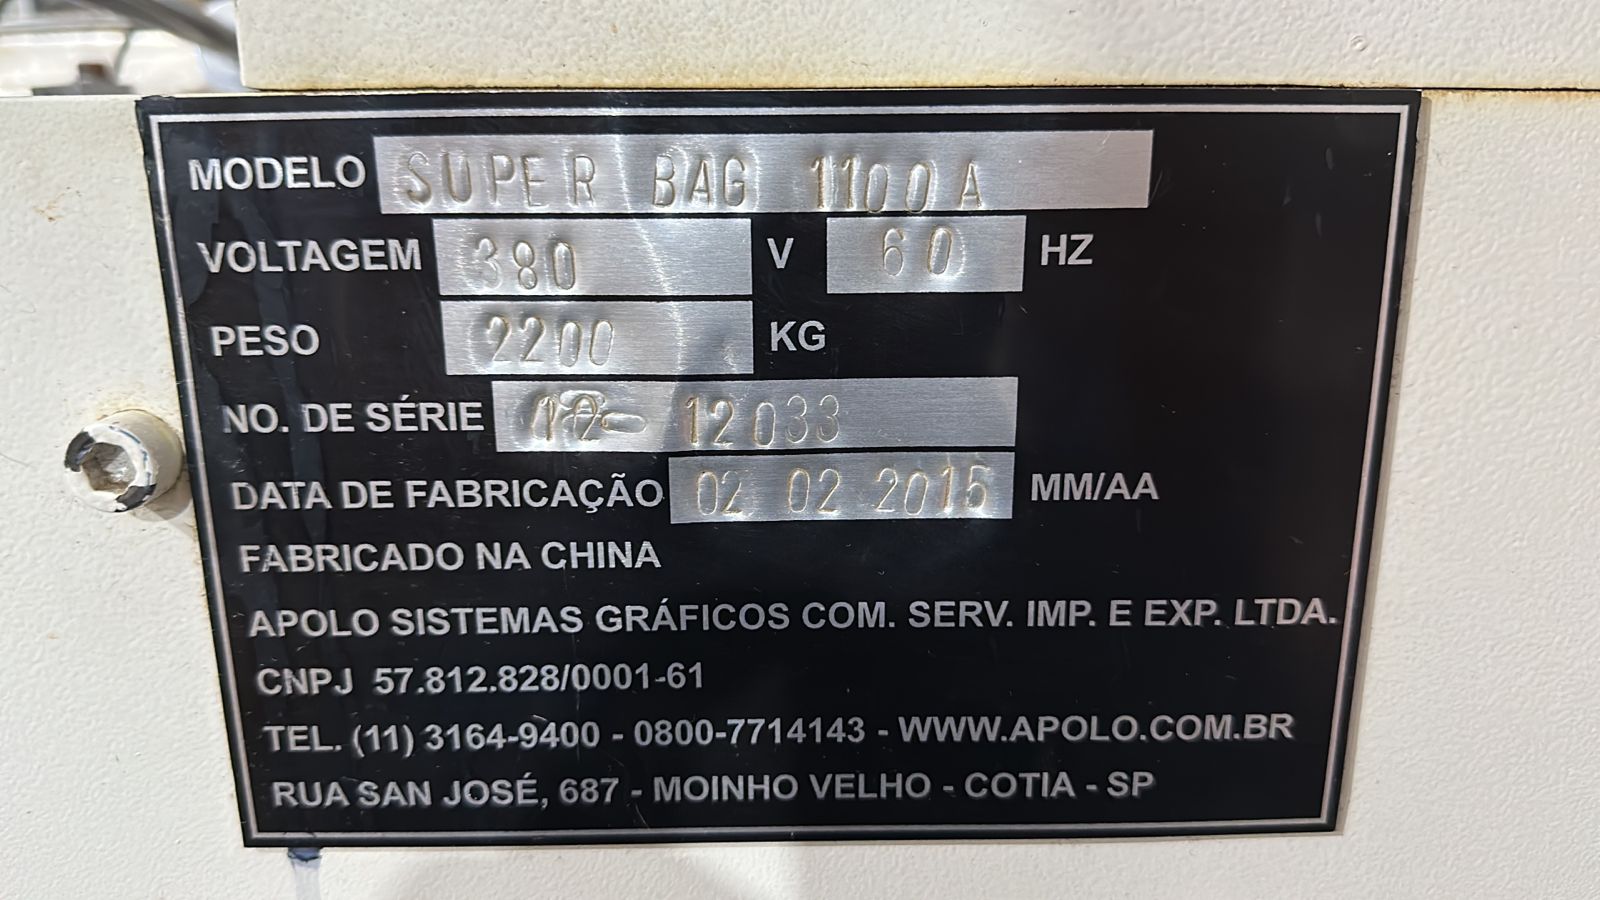 MODELO SUPER BAG 1100A
VOLTAGEM 380 V 60 HZ
PESO 2200 KG
NO. DE SÉRIE 12- 12033
DATA DE FABRICAÇÃO 02 02 2015 MM/AA
FABRICADO NA CHINA
APOLO SISTEMAS GRÁFICOS COM. SERV. IMP. E EXP. LTDA.
CNPJ 57.812.828/0001-61
TEL. (11) 3164-9400 - 0800-7714143 - WWW.APOLO.COM.BR
RUA SAN JOSÉ, 687 - MOINHO VELHO - COTIA - SP